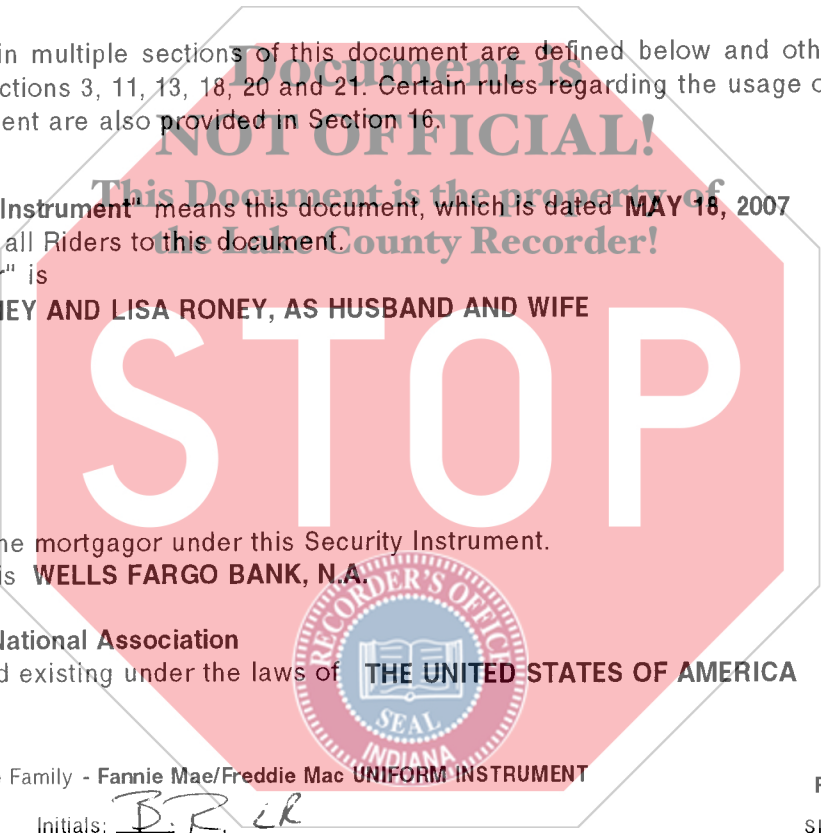 in multiple sections of this document are defined below and oth
ctions 3, 11, 13, 18, 20 and 21. Certain rules regarding the usage o
ent are also provided in Section 16.
Document is
NOT OFFICIAL!
This Document is the property of
the Lake County Recorder!
Instrument" means this document, which is dated MAY 18, 2007
all Riders to this document.
" is
EY AND LISA RONEY, AS HUSBAND AND WIFE
STOP
he mortgagor under this Security Instrument.
is WELLS FARGO BANK, N.A.
National Association
d existing under the laws of THE UNITED STATES OF AMERICA
RECORDER'S OFFICE
SEAL
INDIANA
Family - Fannie Mae/Freddie Mac UNIFORM INSTRUMENT
Initials: B.R. LR